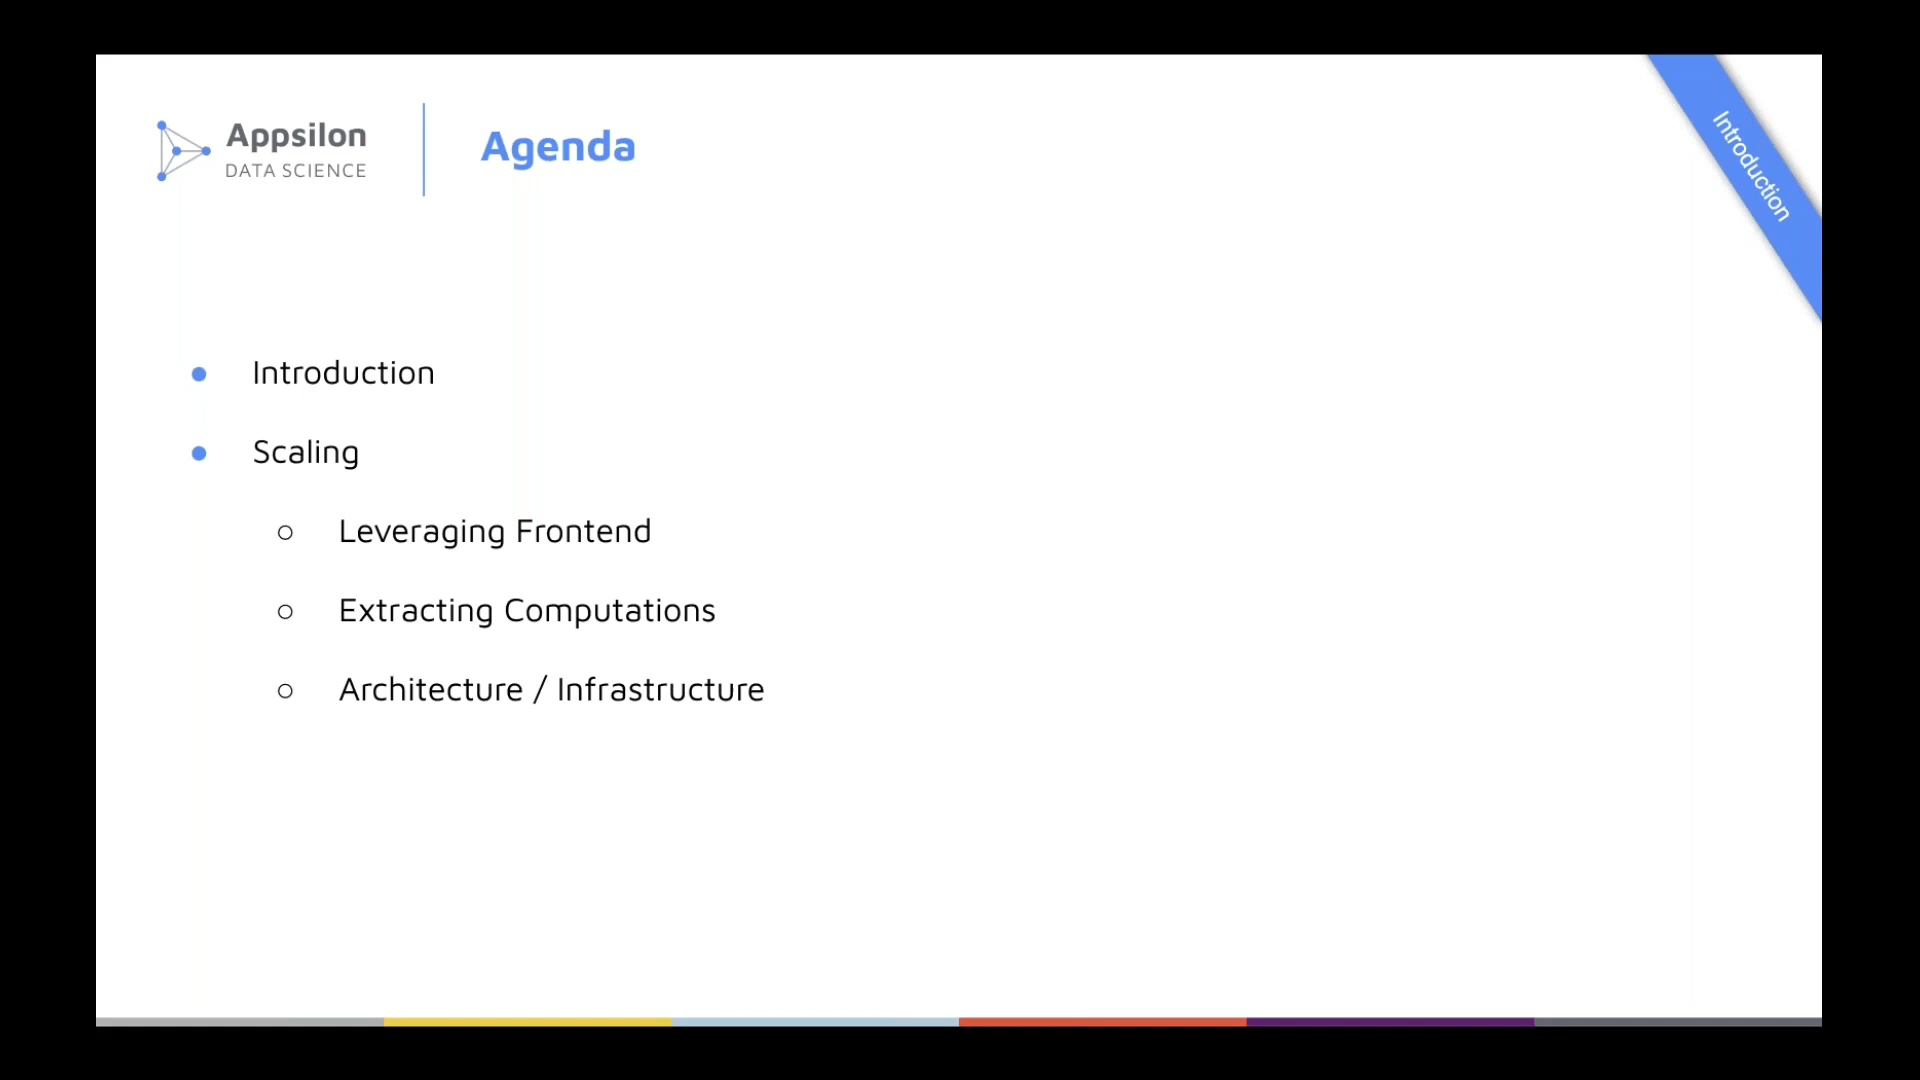 Appsilon
DATA SCIENCE
Agenda
Introduction
Introduction
Scaling
Leveraging Frontend
Extracting Computations
Architecture / Infrastructure